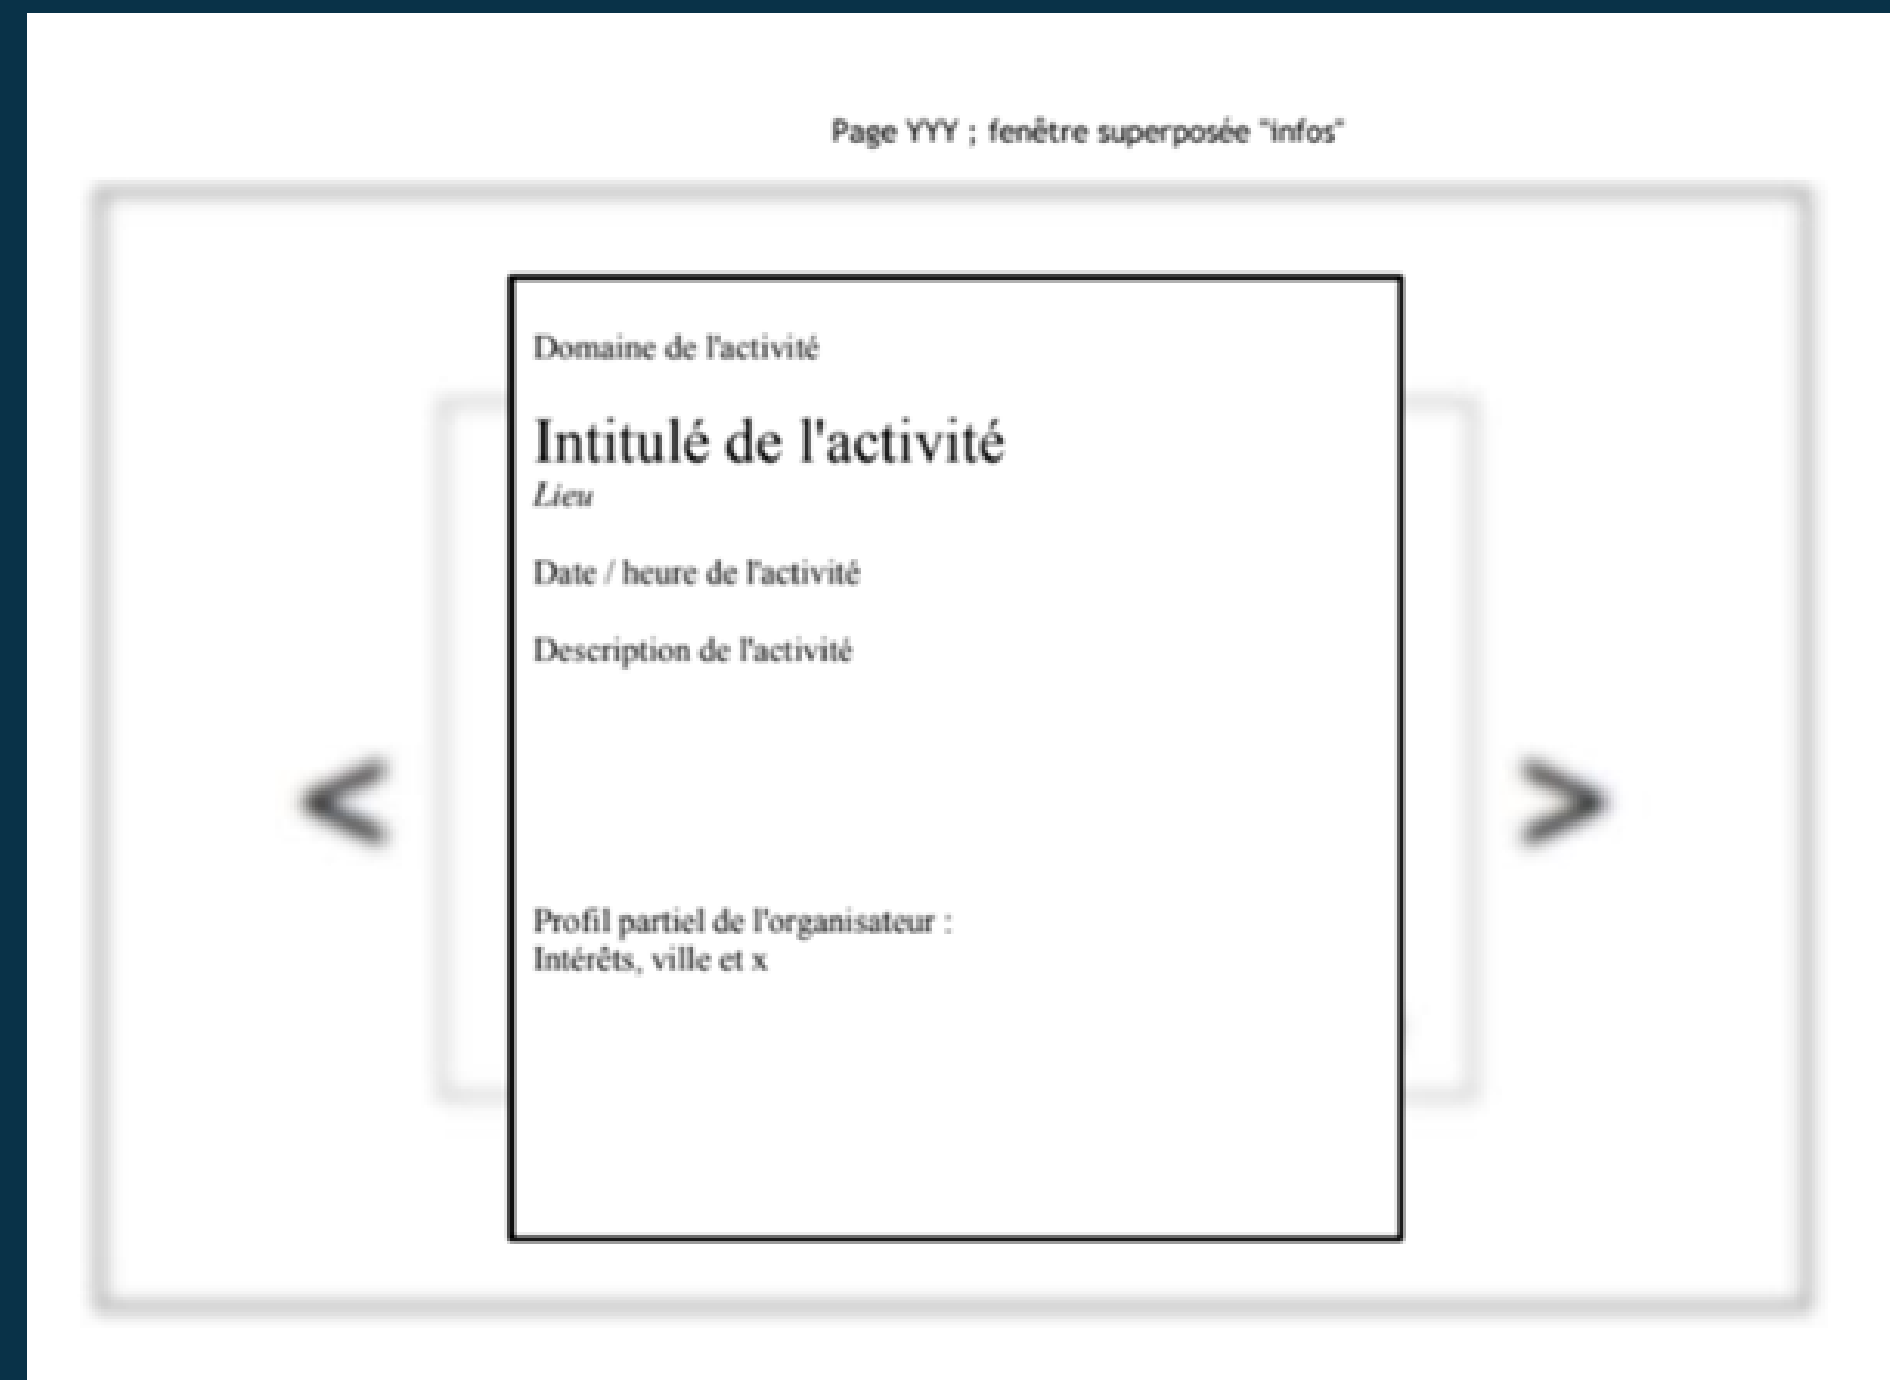 Page YYY ; fenêtre superposée "infos"
Domaine de l'activité
Intitulé de l'activité
Lieu
Date / heure de l'activité
Description de l'activité
<
>
Profil partiel de l'organisateur :
Intérêts, ville et x